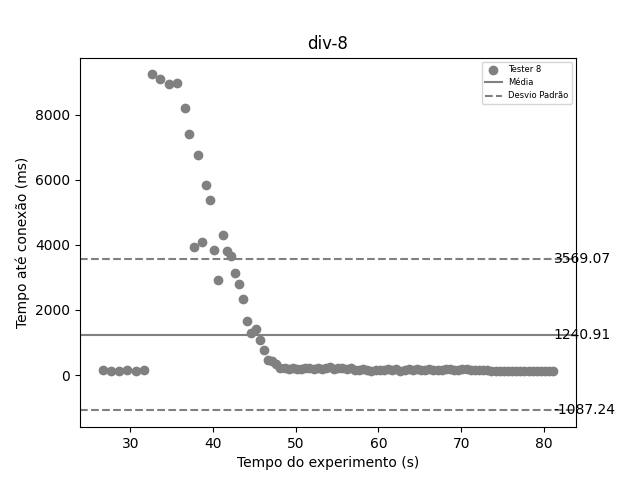 div-8
Tester 8
Média
Desvio Padrão
Tempo até conexão (ms)
8000
6000
4000
2000
0
3569.07
1240.91
-1087.24
30
40
50
60
70
80
Tempo do experimento (s)